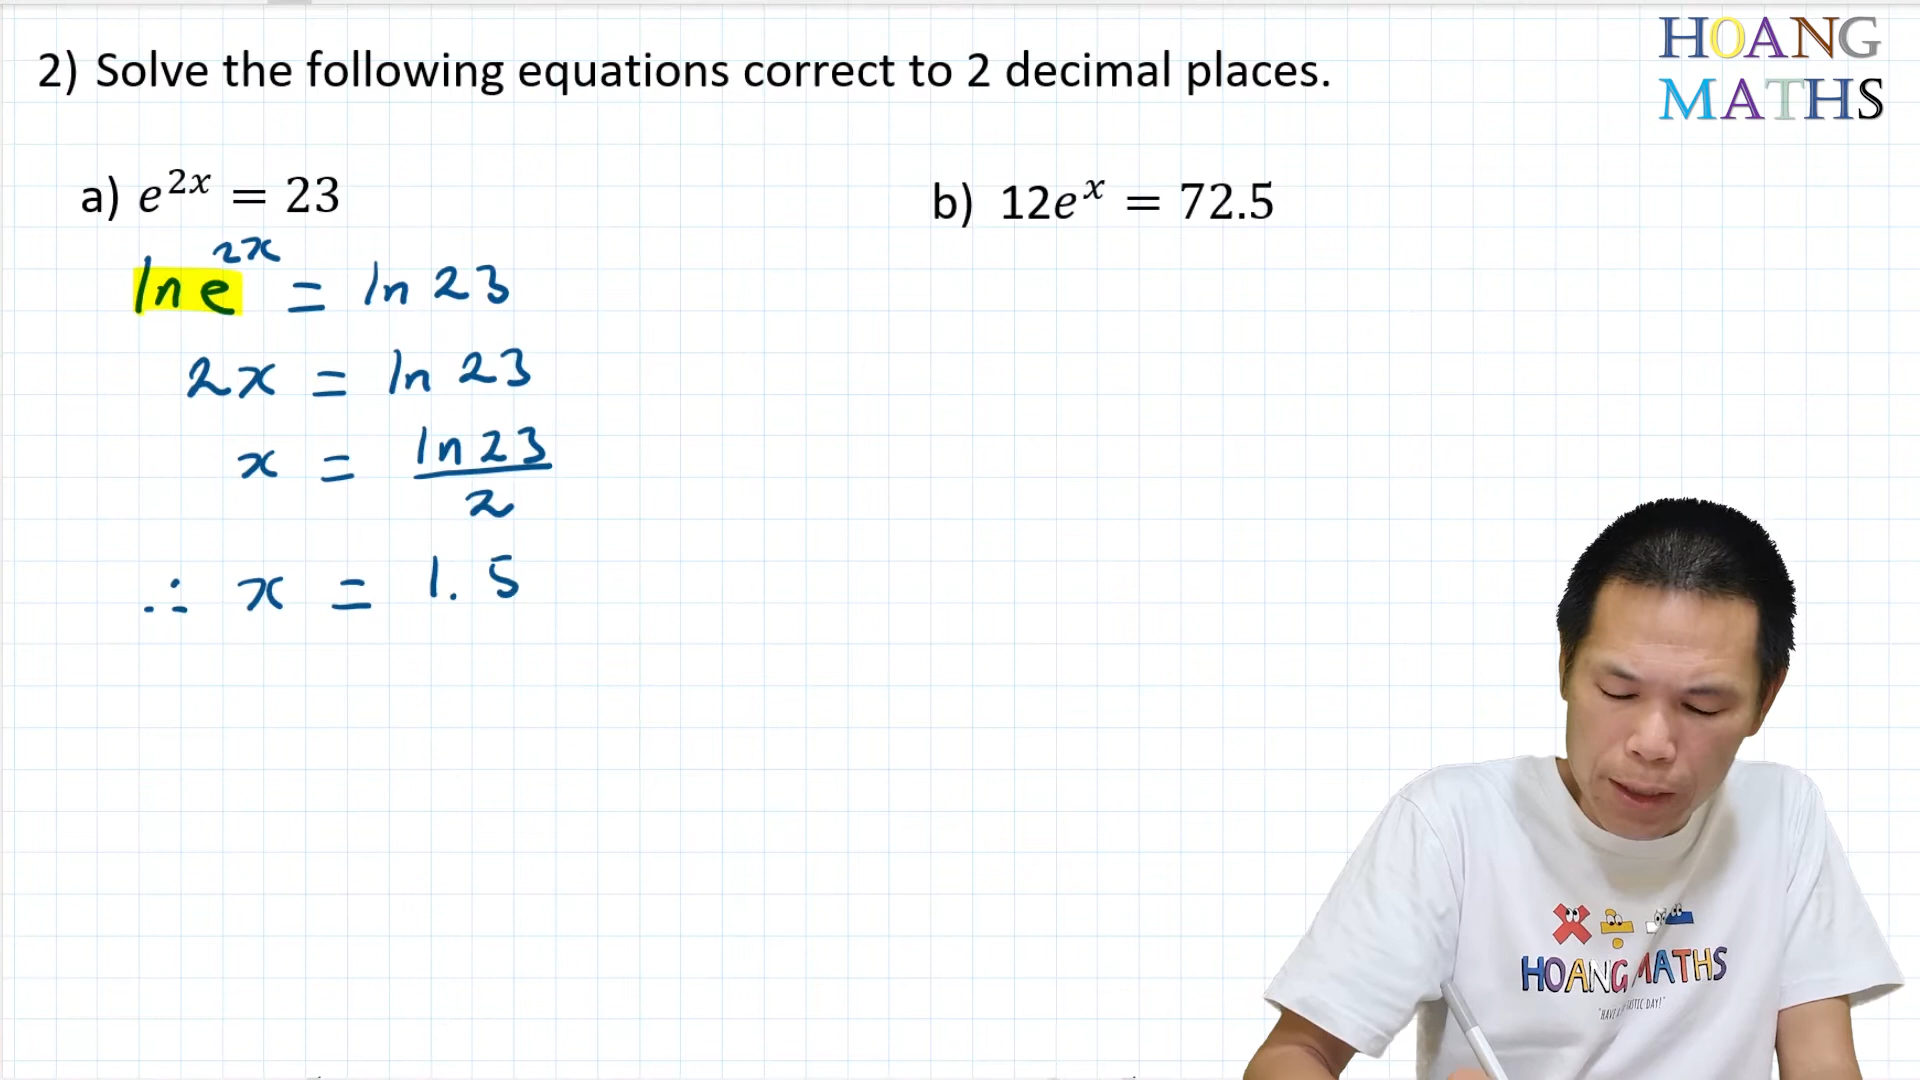 2) Solve the following equations correct to 2 decimal places.
HOANG
MATHS
a) e^{2x} = 23
ln e^{2x} = ln 23
2x = ln 23
x = \frac{ln 23}{2}
∴ x = 1.5
b) 12e^x = 72.5
HOANG MATHS